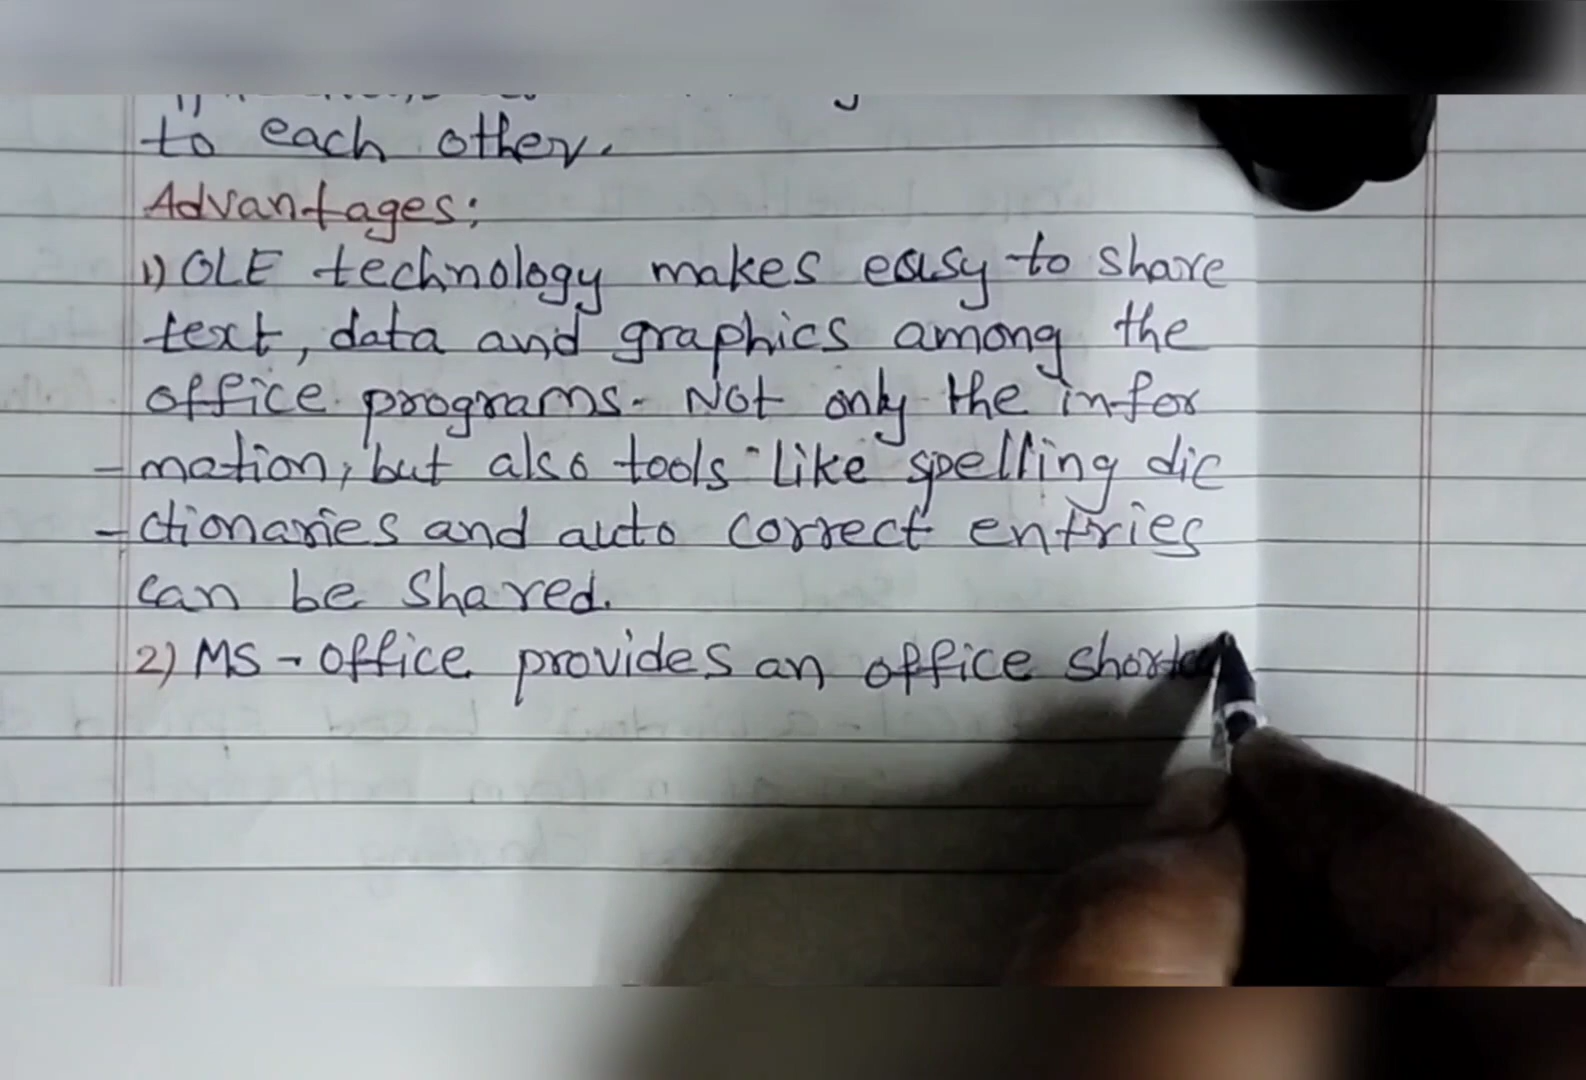 to each other.
Advantages:
1) OLE technology makes easy to share
text, data and graphics among the
office programs. Not only the infor
-mation, but also tools like spelling dic
-ctionaries and auto correct entries
can be shared.
2) MS-office provides an office